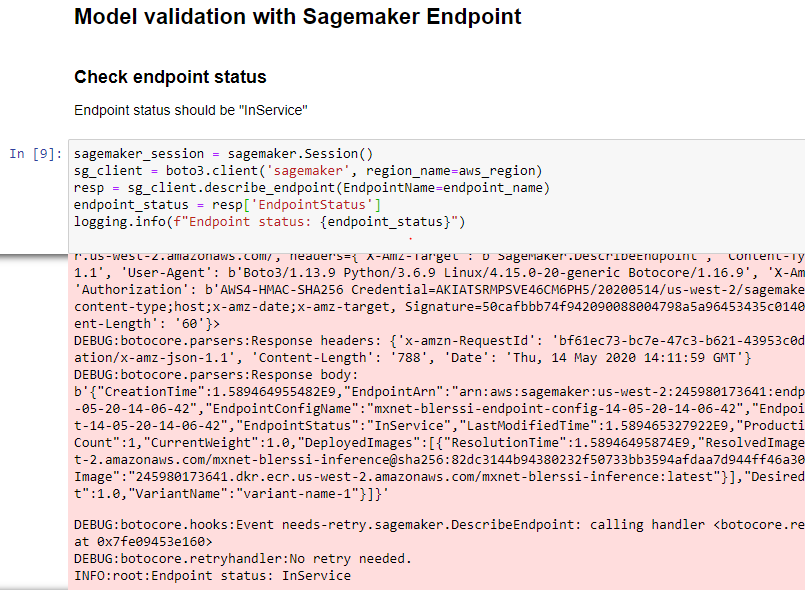 Model validation with Sagemaker Endpoint
Check endpoint status
Endpoint status should be "InService"
In [9]:
sagemaker_session = sagemaker.Session()
sg_client = boto3.client('sagemaker', region_name=aws_region)
resp = sg_client.describe_endpoint(EndpointName=endpoint_name)
endpoint_status = resp['EndpointStatus']
logging.info(f"Endpoint status: {endpoint_status}")
r.us-west-2.amazonaws.com/, headers={'X-Amz-Target': b'SageMaker.DescribeEndpoint', 'Content-Ty
1.1', 'User-Agent': b'Boto3/1.13.9 Python/3.6.9 Linux/4.15.0-20-generic Botocore/1.16.9', 'X-Am
'Authorization': b'AWS4-HMAC-SHA256 Credential=AKIATSRMPSVE46CM6PH5/20200514/us-west-2/sagemake
content-type;host;x-amz-date;x-amz-target, Signature=50cafbbb74f942090088004798a5a96453435c0140
ent-Length': '60'}>
DEBUG:botocore.parsers:Response headers: {'x-amzn-RequestId': 'bf61ec73-bc7e-47c3-b621-43953c0d
ation/x-amz-json-1.1', 'Content-Length': '788', 'Date': 'Thu, 14 May 2020 14:11:59 GMT'}
DEBUG:botocore.parsers:Response body:
b'{"CreationTime":1.589464955482E9,"EndpointArn":"arn:aws:sagemaker:us-west-2:245980173641:endp
-05-20-14-06-42","EndpointConfigName":"mxnet-blerssi-endpoint-config-14-05-20-14-06-42","Endpoi
t-14-05-20-14-06-42","EndpointStatus":"InService","LastModifiedTime":1.589465327922E9,"Producti
Count":1,"CurrentWeight":1.0,"DeployedImages":[{"ResolutionTime":1.58946495874E9,"ResolvedImage
t-2.amazonaws.com/mxnet-blerssi-inference@sha256:82dc3144b94380232f50733bb3594afdaa7d944ff46a30
Image":"245980173641.dkr.ecr.us-west-2.amazonaws.com/mxnet-blerssi-inference:latest"}],"Desired
t":1.0,"VariantName":"variant-name-1"}]}'
DEBUG:botocore.hooks:Event needs-retry.sagemaker.DescribeEndpoint: calling handler <botocore.re
at 0x7fe09453e160>
DEBUG:botocore.retryhandler:No retry needed.
INFO:root:Endpoint status: InService